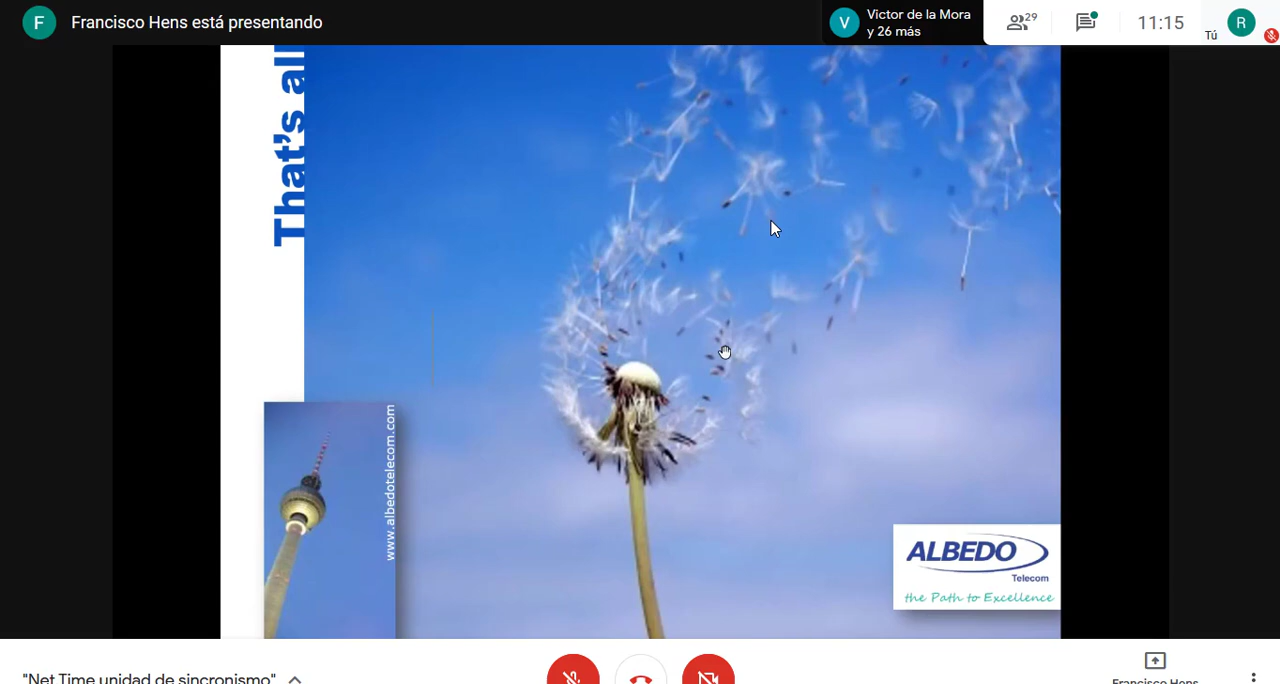 F
Francisco Hens está presentando
V
Victor de la Mora
y 26 más
29
11:15
Tú
R
That's all
www.albedotelecom.com
ALBEDO
Telecom
the Path to Excellence
"Net Time unidad de sincronismo"
Francisco Hens